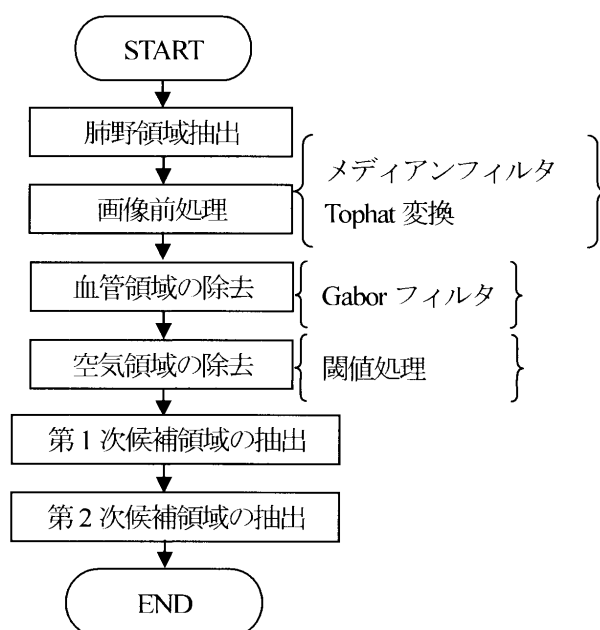 START
肺野領域抽出
画像前処理
メディアンフィルタ
Tophat 変換
血管領域の除去
Gabor フィルタ
空気領域の除去
閾値処理
第1次候補領域の抽出
第2次候補領域の抽出
END